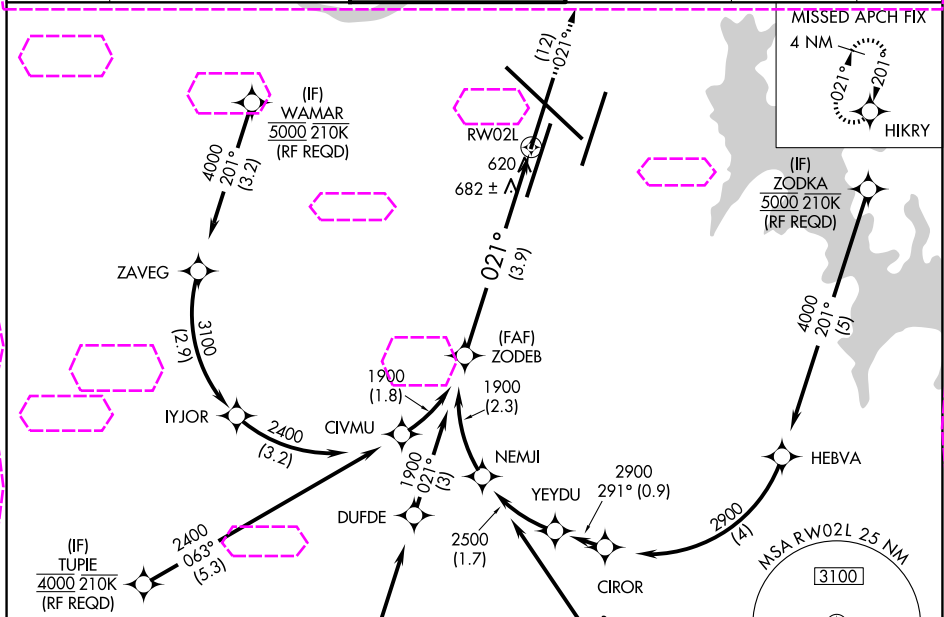 MISSED APCH FIX
4 NM
021°
201°
HIKRY
(12)
021°
(IF)
WAMAR
5000 210K
(RF REQD)
4000
201°
(3.2)
RW02L
620
682 ±
(IF)
ZODKA
5000 210K
(RF REQD)
021°
(3.9)
ZAVEG
4000
201°
(5)
3100
(2.9)
(FAF)
ZODEB
1900
(1.8)
1900
(2.3)
IYJOR
2400
(3.2)
CIVMU
NEMJI
HEBVA
1900
021°
(3)
2900
291° (0.9)
YEYDU
DUFDE
2900
(4)
2400
063°
(5.3)
2500
(1.7)
(IF)
TUPIE
4000 210K
(RF REQD)
CIROR
MSA RW02L 25 NM
3100